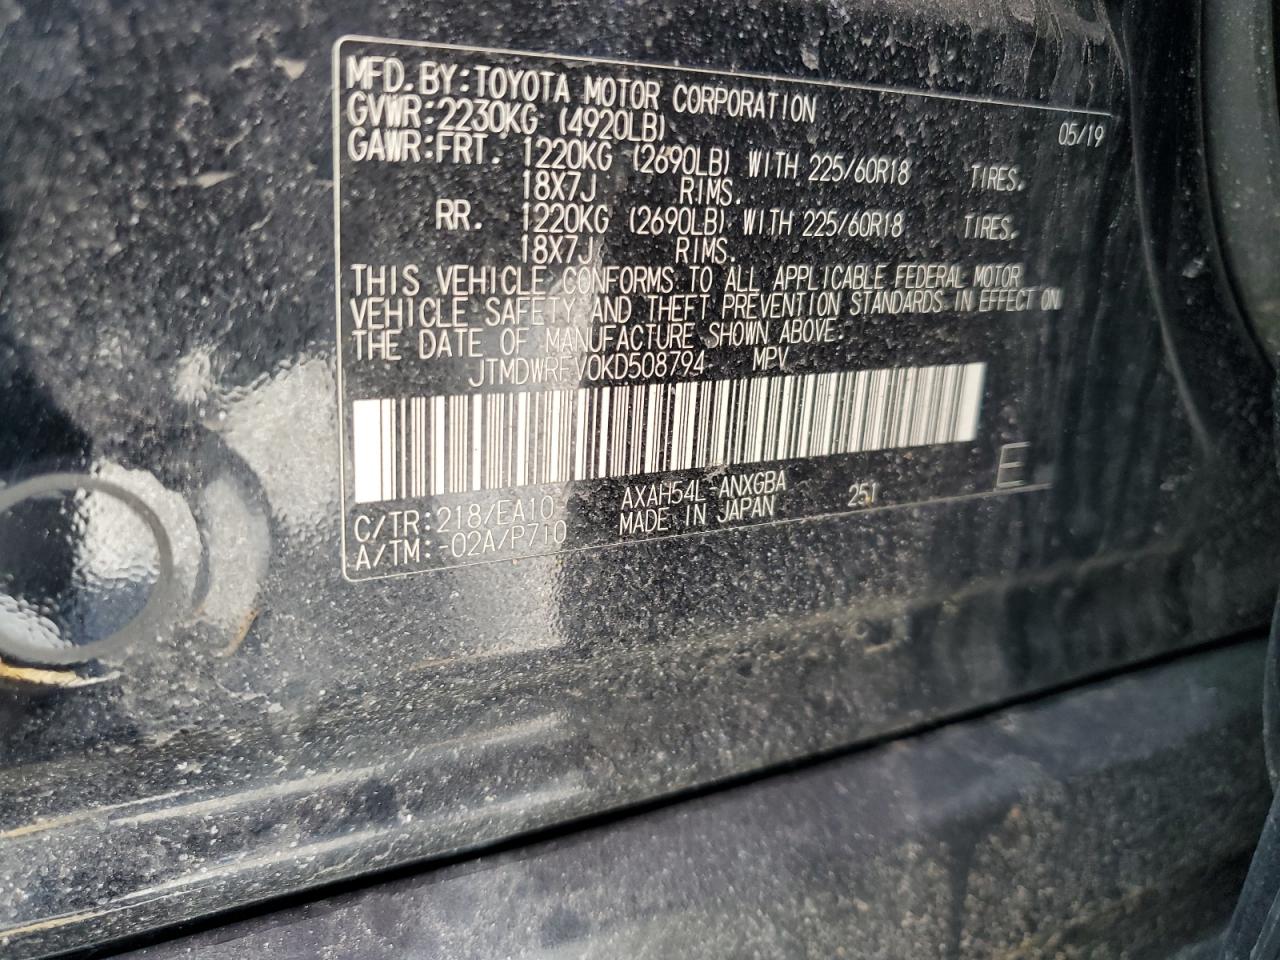 MFD. BY: TOYOTA MOTOR CORPORATION 05/19
GVWR: 2230KG (4920LB)
GAWR: FRT. 1220KG (2690LB) WITH 225/60R18 TIRES,
18X7J RIMS.
RR. 1220KG (2690LB) WITH 225/60R18 TIRES,
18X7J RIMS.
THIS VEHICLE CONFORMS TO ALL APPLICABLE FEDERAL MOTOR
VEHICLE SAFETY, AND THEFT PREVENTION STANDARDS IN EFFECT ON
THE DATE OF MANUFACTURE SHOWN ABOVE.
JTMDWRFV0KD508794 MPV
C/TR: 218/EA10 AXAH54L-ANXGBA 251 E
A/TM: -02A/P710 MADE IN JAPAN